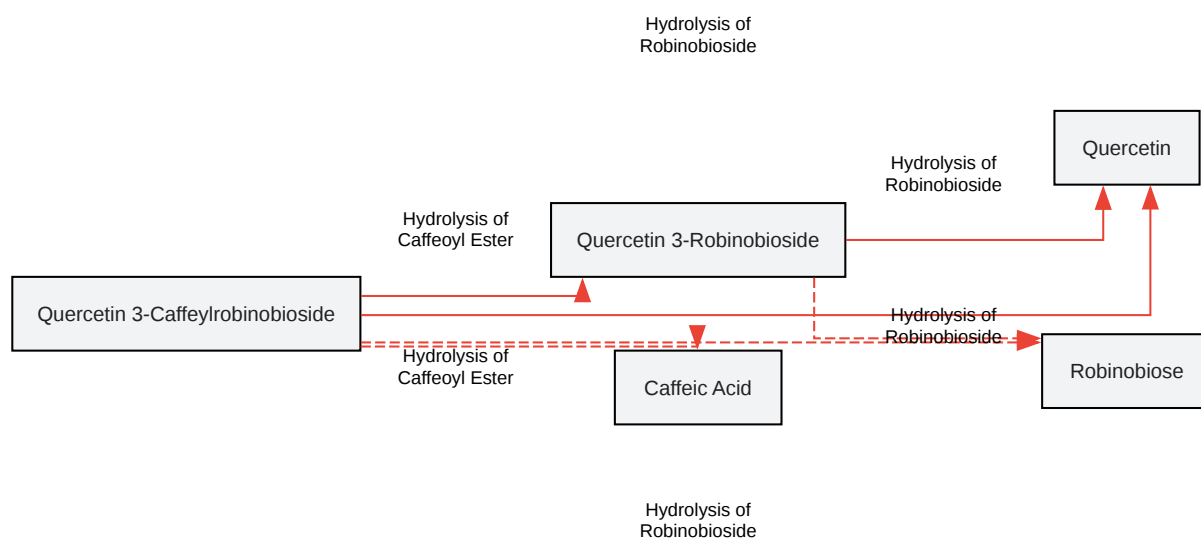 Hydrolysis of
Robinobioside
Quercetin
Hydrolysis of
Robinobioside
Hydrolysis of
Caffeoyl Ester
Quercetin 3-Robinobioside
Quercetin 3-Caffeylrobinobioside
Hydrolysis of
Robinobioside
Hydrolysis of
Caffeoyl Ester
Caffeic Acid
Robinobiose
Hydrolysis of
Robinobioside